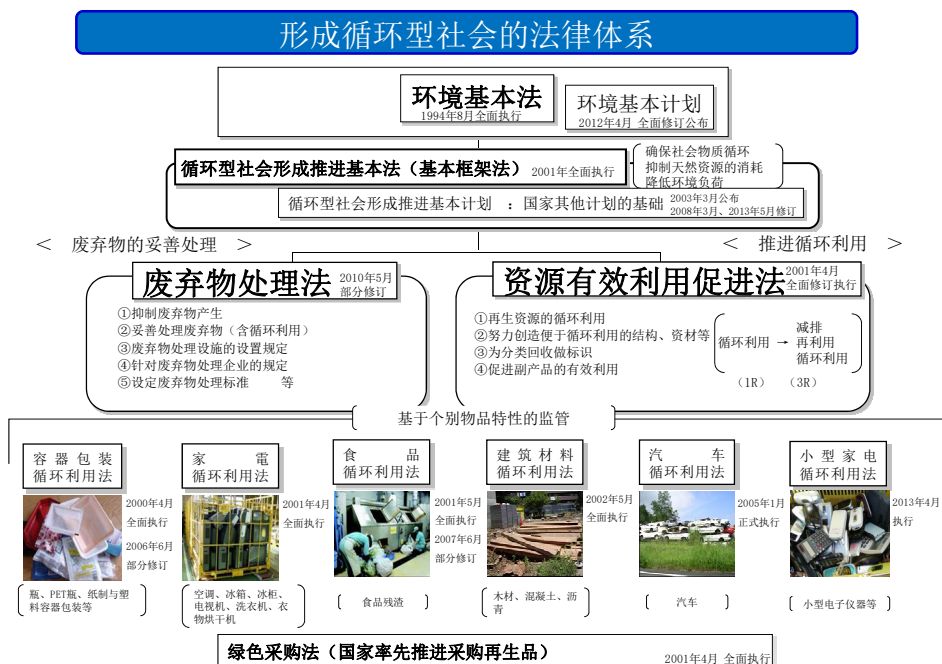 形成循环型社会的法律体系
环境基本法
1994年8月全面执行
环境基本计划
2012年4月 全面修订公布
循环型社会形成推进基本法（基本框架法） 2001年全面执行
确保社会物质循环
抑制天然资源的消耗
降低环境负荷
循环型社会形成推进基本计划 ：国家其他计划的基础
2003年3月公布
2008年3月、2013年5月修订
＜ 废弃物的妥善处理 ＞
＜ 推进循环利用 ＞
废弃物处理法
2010年5月
部分修订
①抑制废弃物产生
②妥善处理废弃物（含循环利用）
③废弃物处理设施的设置规定
④针对废弃物处理企业的规定
⑤设定废弃物处理标准 等
资源有效利用促进法
2001年4月
全面修订执行
①再生资源的循环利用
②努力创造便于循环利用的结构、资材等
③为分类回收做标识
④促进副产品的有效利用
循环利用 →
减排
再利用
循环利用
（1R） （3R）
基于个别物品特性的监管
容器包装
循环利用法
2000年4月
全面执行
2006年6月
部分修订
瓶、PET瓶、纸制与塑
料容器包装等
家電
循环利用法
2001年4月
全面执行
空调、冰箱、冰柜、
电视机、洗衣机、衣
物烘干机
食品
循环利用法
2001年5月
全面执行
2007年6月
部分修订
食品残渣
建筑材料
循环利用法
2002年5月
全面执行
木材、混凝土、沥
青
汽车
循环利用法
2005年1月
正式执行
汽车
小型家电
循环利用法
2013年4月
执行
小型电子仪器等
绿色采购法（国家率先推进采购再生品）
2001年4月 全面执行